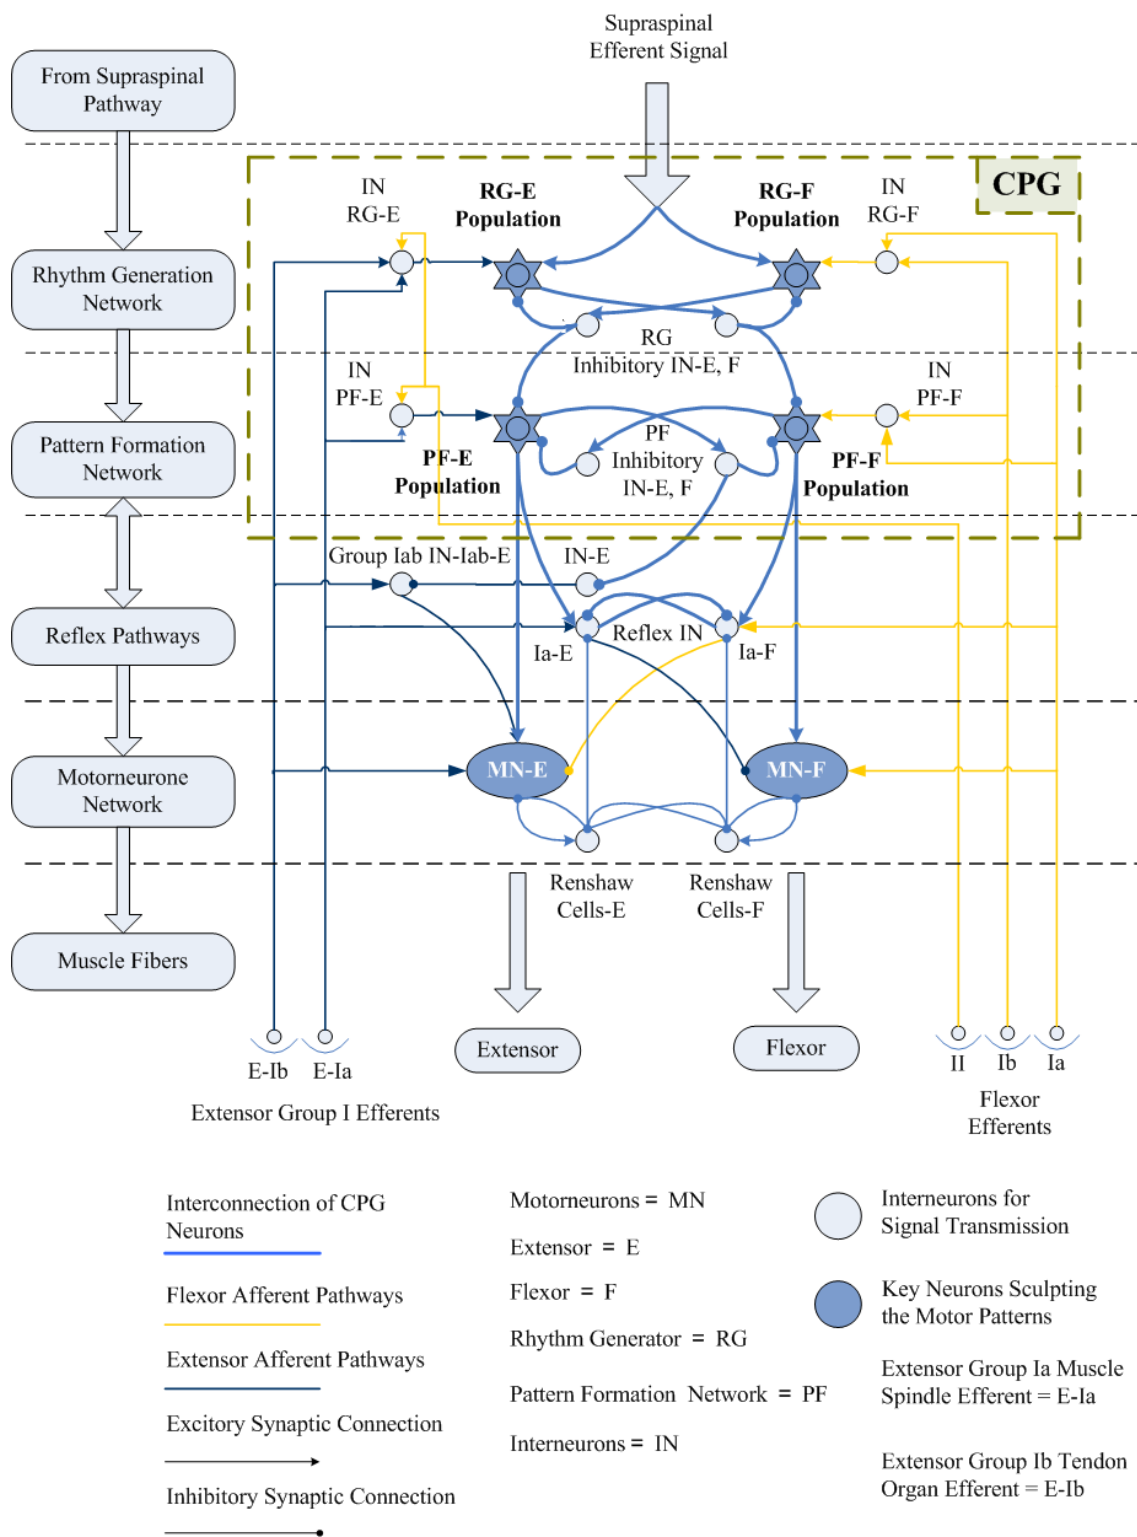 Supraspinal
Efferent Signal
From Supraspinal
Pathway
CPG
IN
RG-E
RG-E
Population
RG-F
Population
IN
RG-F
Rhythm Generation
Network
RG
Inhibitory IN-E, F
IN
PF-E
IN
PF-F
Pattern Formation
Network
PF
Inhibitory
IN-E, F
PF-E
Population
PF-F
Population
Group Iab IN-Iab-E
IN-E
Reflex Pathways
Reflex IN
Ia-E
Ia-F
Motorneurone
Network
MN-E
MN-F
Renshaw
Cells-E
Renshaw
Cells-F
Muscle Fibers
Extensor
Flexor
E-Ib
E-Ia
II
Ib
Ia
Extensor Group I Efferents
Flexor
Efferents
Interconnection of CPG
Neurons
Flexor Afferent Pathways
Extensor Afferent Pathways
Excitory Synaptic Connection
Inhibitory Synaptic Connection
Motorneurons = MN
Extensor = E
Flexor = F
Rhythm Generator = RG
Pattern Formation Network = PF
Interneurons = IN
Interneurons for
Signal Transmission
Key Neurons Sculpting
the Motor Patterns
Extensor Group Ia Muscle
Spindle Efferent = E-Ia
Extensor Group Ib Tendon
Organ Efferent = E-Ib